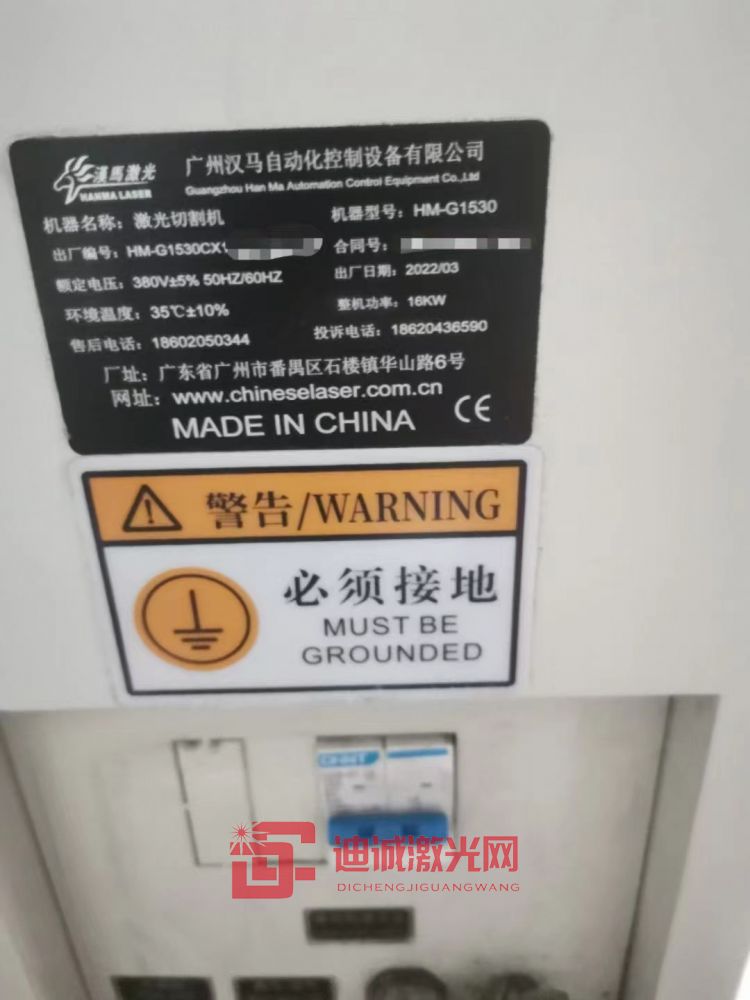 漢馬激光
HANMA LASER
广州汉马自动化控制设备有限公司
Guangzhou Han Ma Automation Control Equipment Co.,Ltd
机器名称：激光切割机 机器型号：HM-G1530
出厂编号：HM-G1530CX1 合同号：
额定电压：380V±5% 50HZ/60HZ 出厂日期：2022/03
环境温度：35℃±10% 整机功率：16KW
售后电话：18602050344 投诉电话：18620436590
厂址：广东省广州市番禺区石楼镇华山路6号
网址：www.chineselaser.com.cn
MADE IN CHINA CE
警告/WARNING
必须接地
MUST BE
GROUNDED
CHNT
迪诚激光网
DICHENGJIGUANGWANG